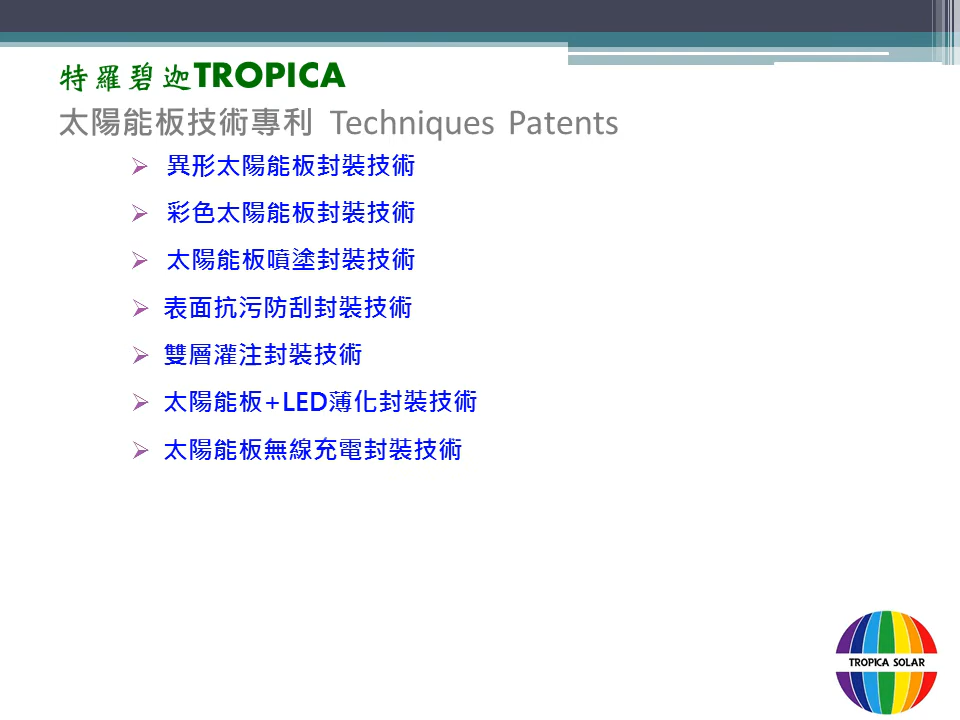 特羅碧迦TROPICA
太陽能板技術專利 Techniques Patents
異形太陽能板封裝技術
彩色太陽能板封裝技術
太陽能板噴塗封裝技術
表面抗污防刮封裝技術
雙層灌注封裝技術
太陽能板+LED薄化封裝技術
太陽能板無線充電封裝技術
TROPICA SOLAR